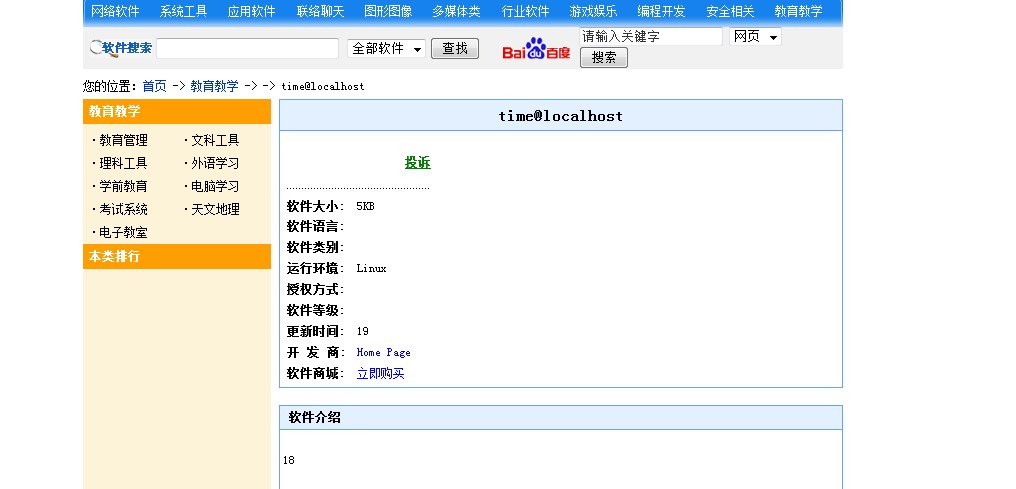 网络软件 系统工具 应用软件 联络聊天 图形图像 多媒体类 行业软件 游戏娱乐 编程开发 安全相关 教育教学
软件搜索 全部软件 查找 Bai du 百度 请输入关键字 网页
搜索
您的位置：首页 -> 教育教学 -> -> time@localhost
教育教学
·教育管理 ·文科工具
·理科工具 ·外语学习
·学前教育 ·电脑学习
·考试系统 ·天文地理
·电子教室
本类排行
time@localhost
投诉
软件大小： 5KB
软件语言：
软件类别：
运行环境： Linux
授权方式：
软件等级：
更新时间： 19
开 发 商： Home Page
软件商城： 立即购买
软件介绍
18